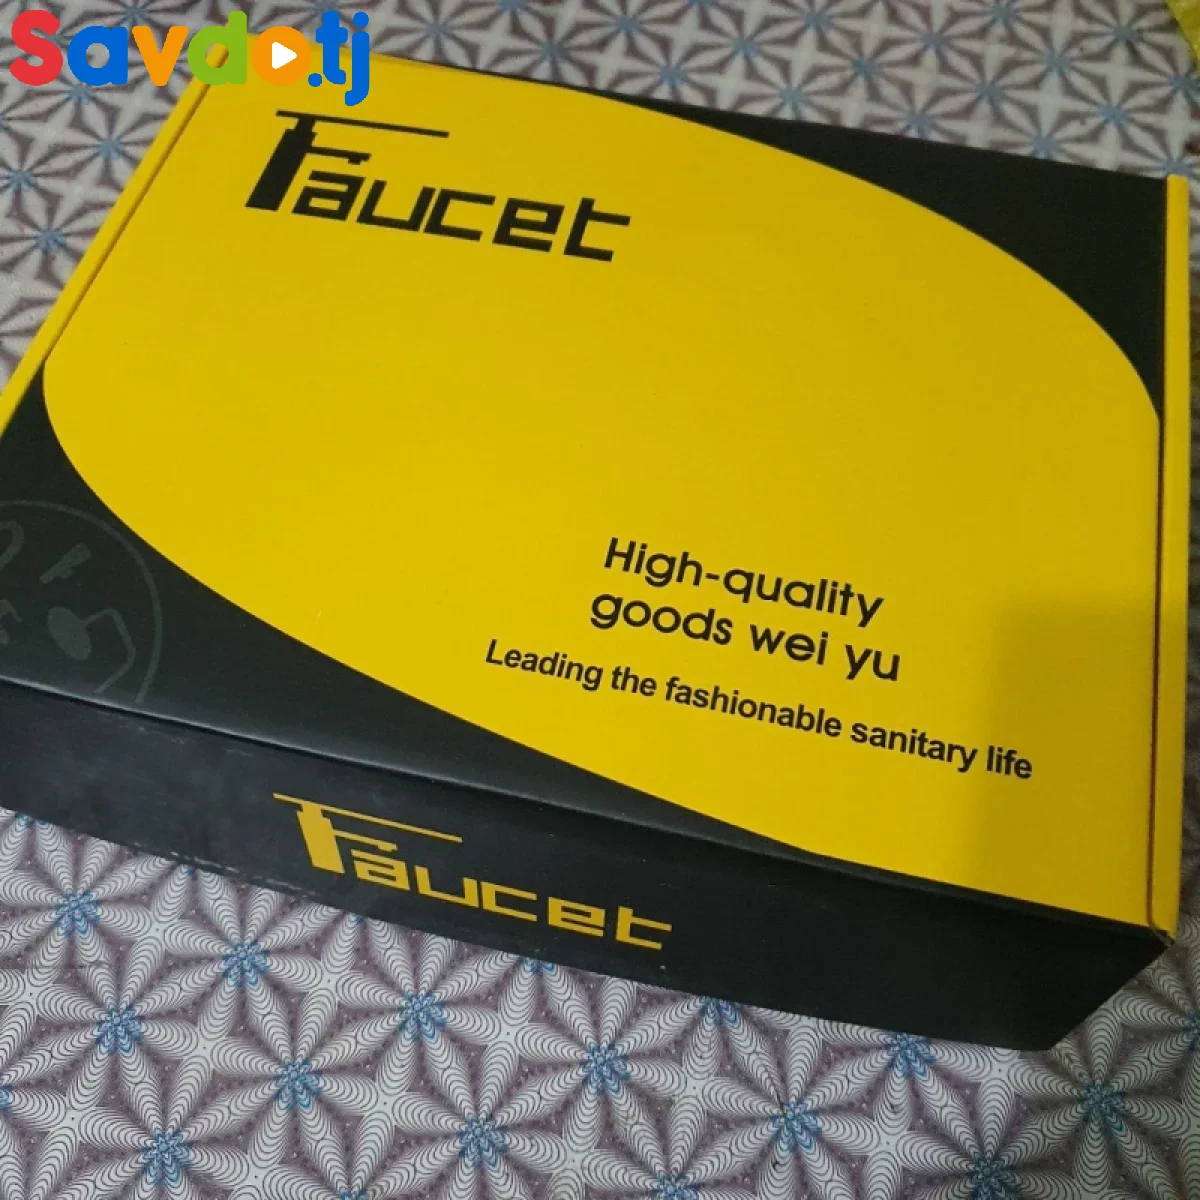 Savdo.tj
Faucet
High-quality
goods wei yu
Leading the fashionable sanitary life
Faucet